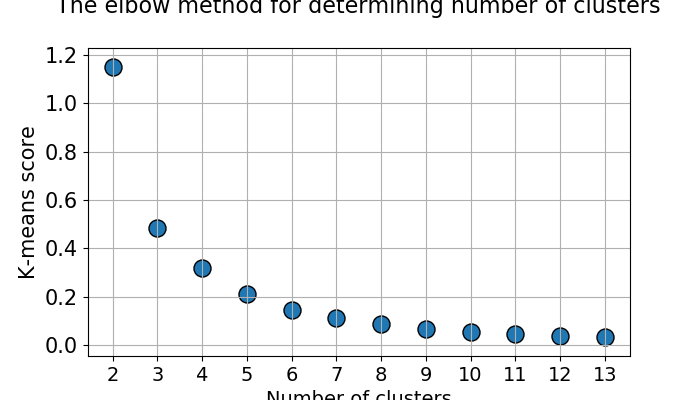 The elbow method for determining number of clusters
1.2
1.0
0.8
0.6
0.4
0.2
0.0
K-means score
2 3 4 5 6 7 8 9 10 11 12 13
Number of clusters